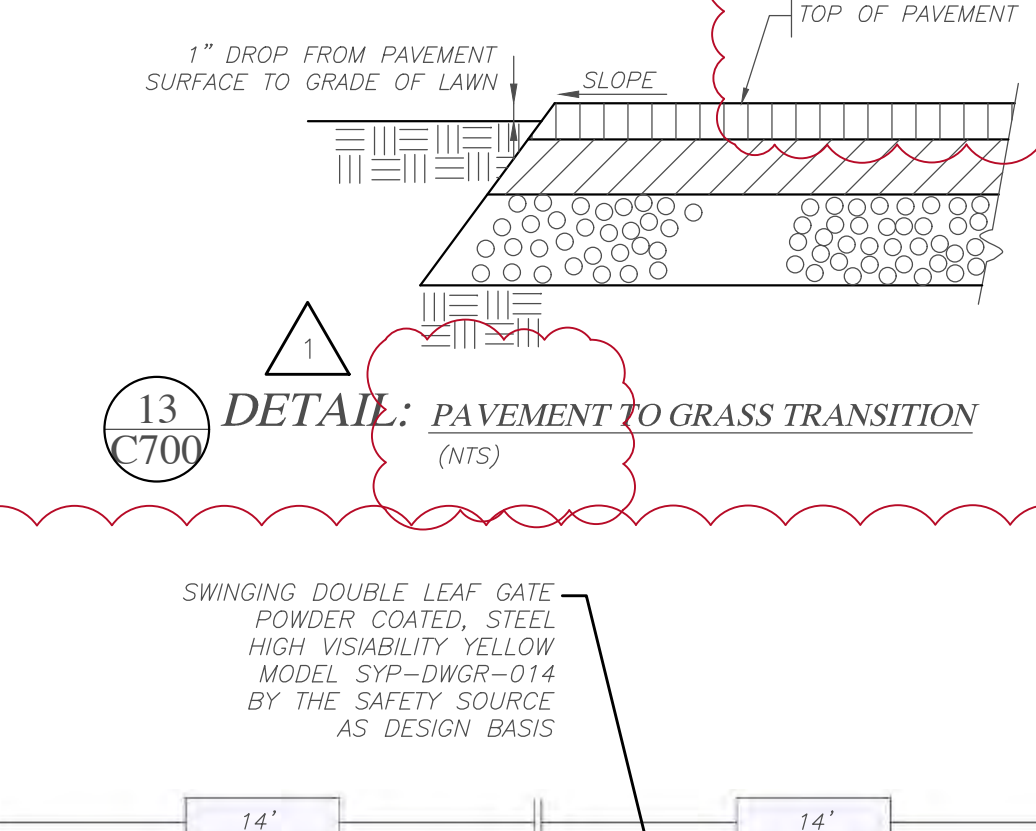 TOP OF PAVEMENT
1" DROP FROM PAVEMENT
SURFACE TO GRADE OF LAWN
SLOPE
1
13
C700
DETAIL: PAVEMENT TO GRASS TRANSITION
(NTS)
SWINGING DOUBLE LEAF GATE
POWDER COATED, STEEL
HIGH VISIABILITY YELLOW
MODEL SYP-DWGR-014
BY THE SAFETY SOURCE
AS DESIGN BASIS
14'
14'